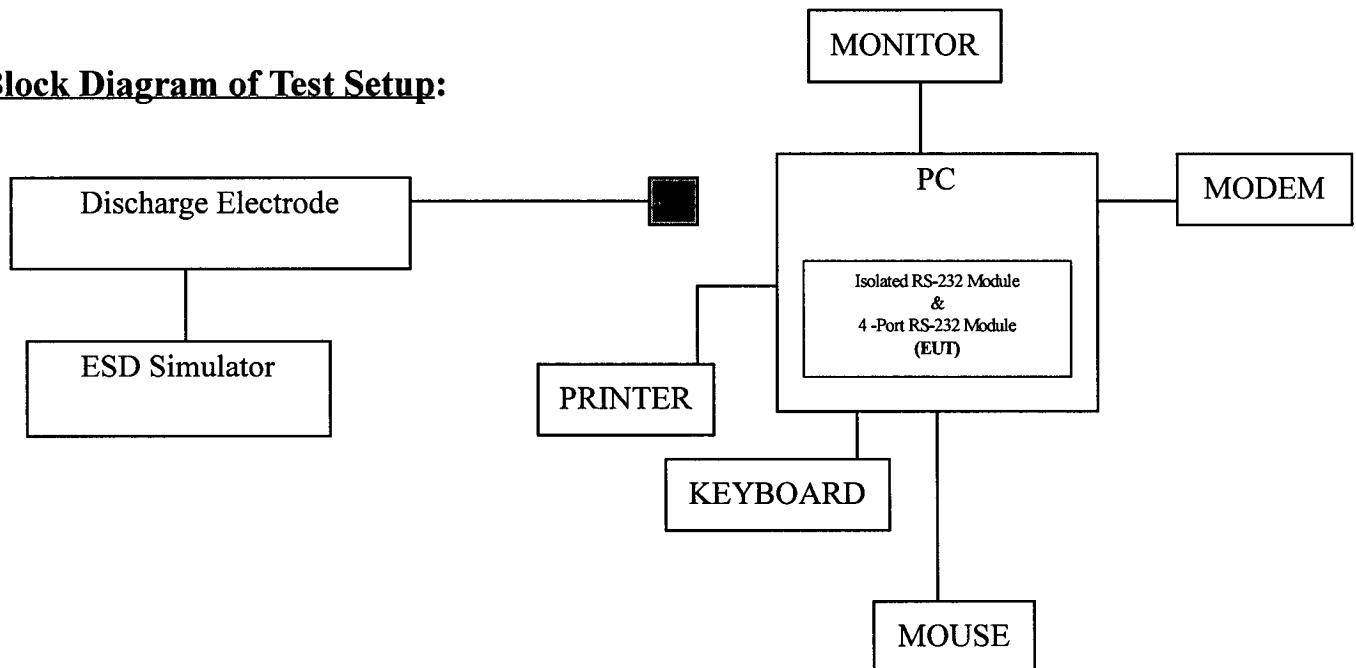 MONITOR
Block Diagram of Test Setup:
PC
MODEM
Discharge Electrode
Isolated RS-232 Module
&
4 -Port RS-232 Module
(EUT)
ESD Simulator
PRINTER
KEYBOARD
MOUSE